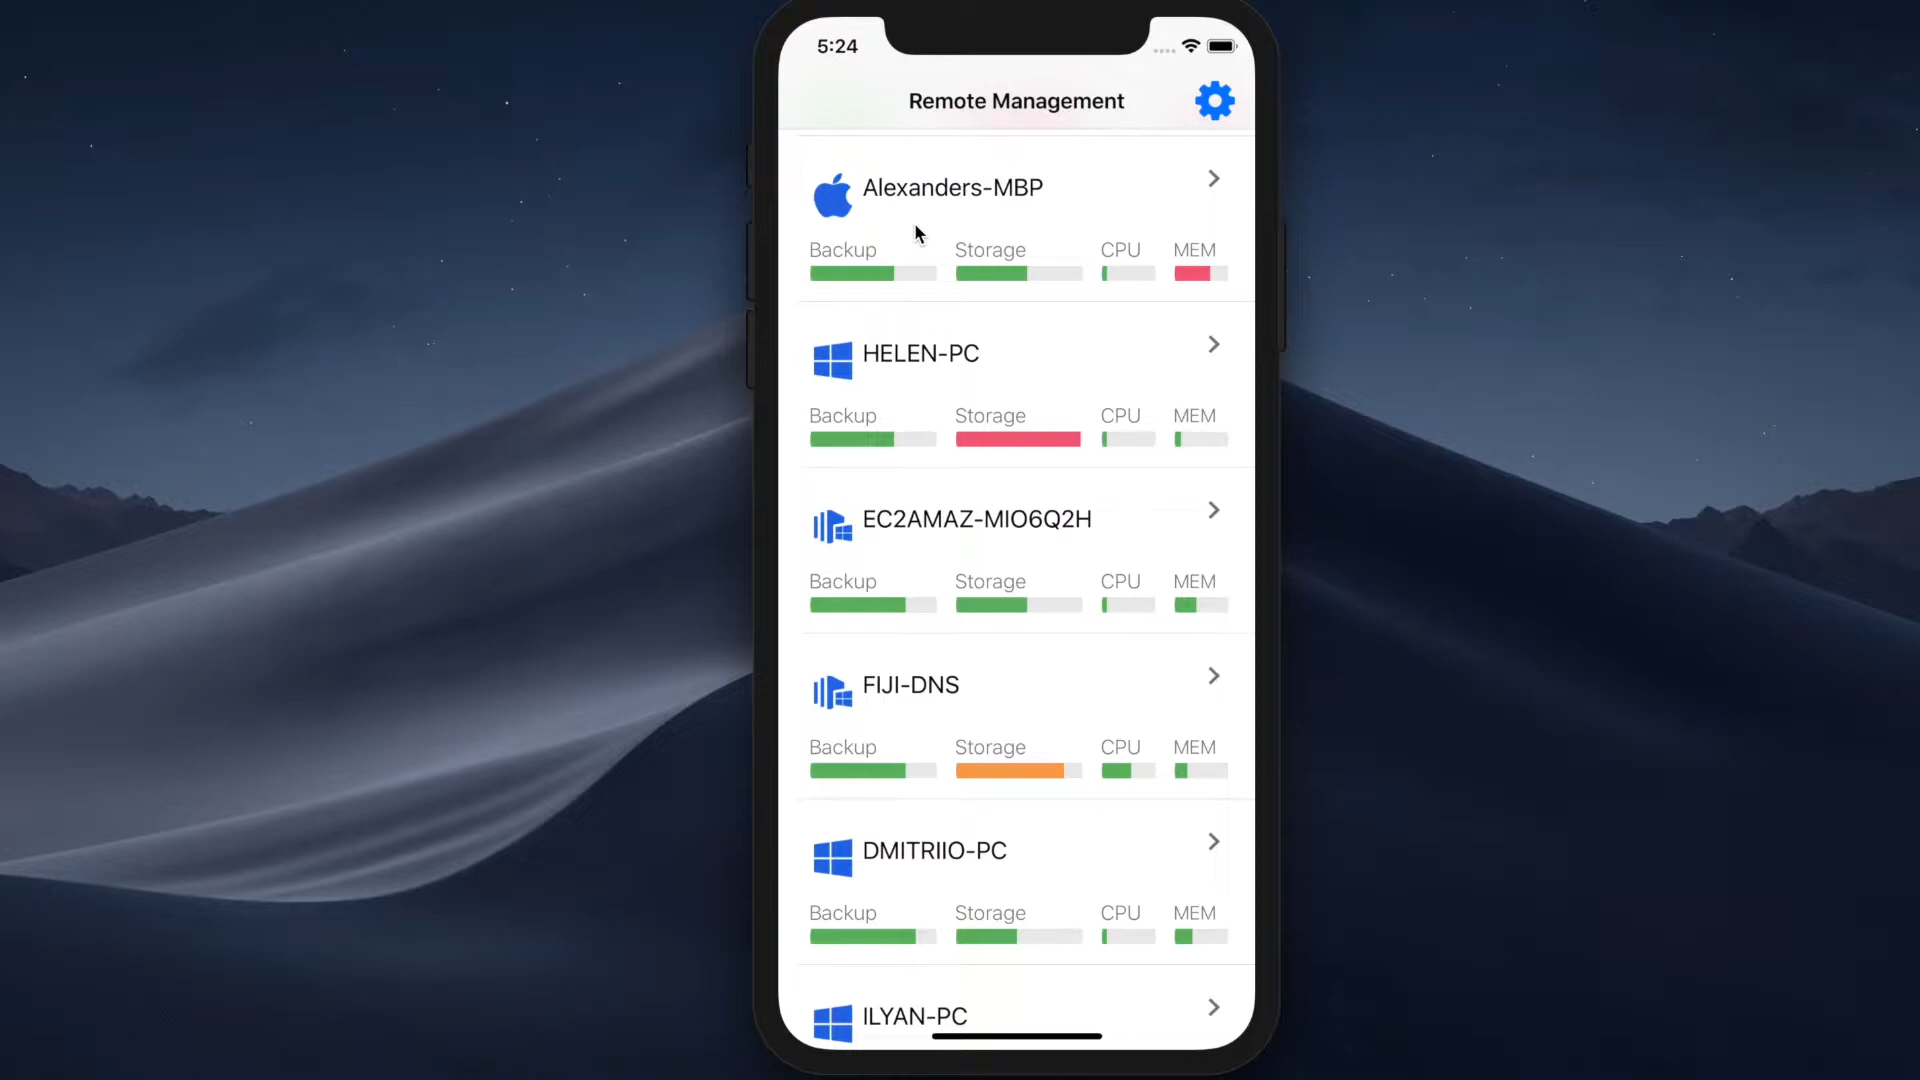 5:24
Remote Management
Alexanders-MBP
Backup Storage CPU MEM
HELEN-PC
Backup Storage CPU MEM
EC2AMAZ-MIO6Q2H
Backup Storage CPU MEM
FIJI-DNS
Backup Storage CPU MEM
DMITRIIO-PC
Backup Storage CPU MEM
ILYAN-PC